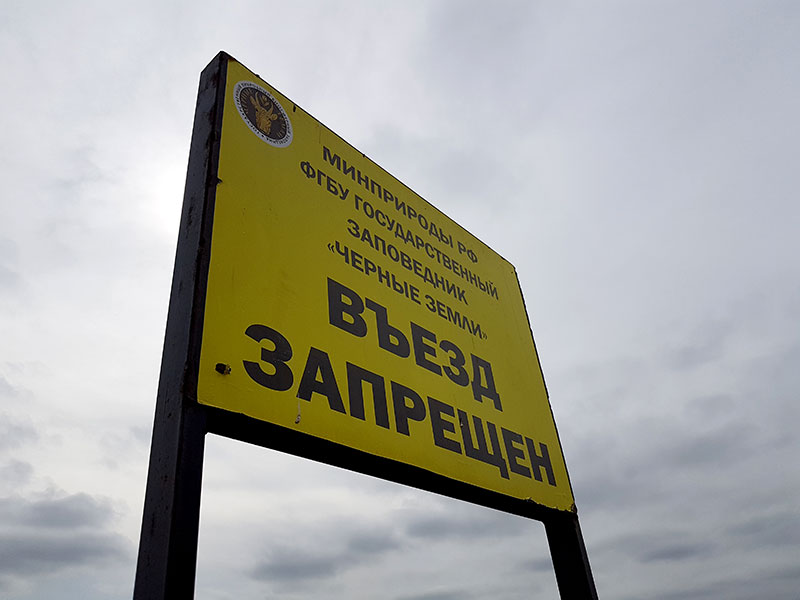 МИНПРИРОДЫ РФ
ФГБУ ГОСУДАРСТВЕННЫЙ
ЗАПОВЕДНИК
«ЧЕРНЫЕ ЗЕМЛИ»
ВЪЕЗД
ЗАПРЕЩЕН